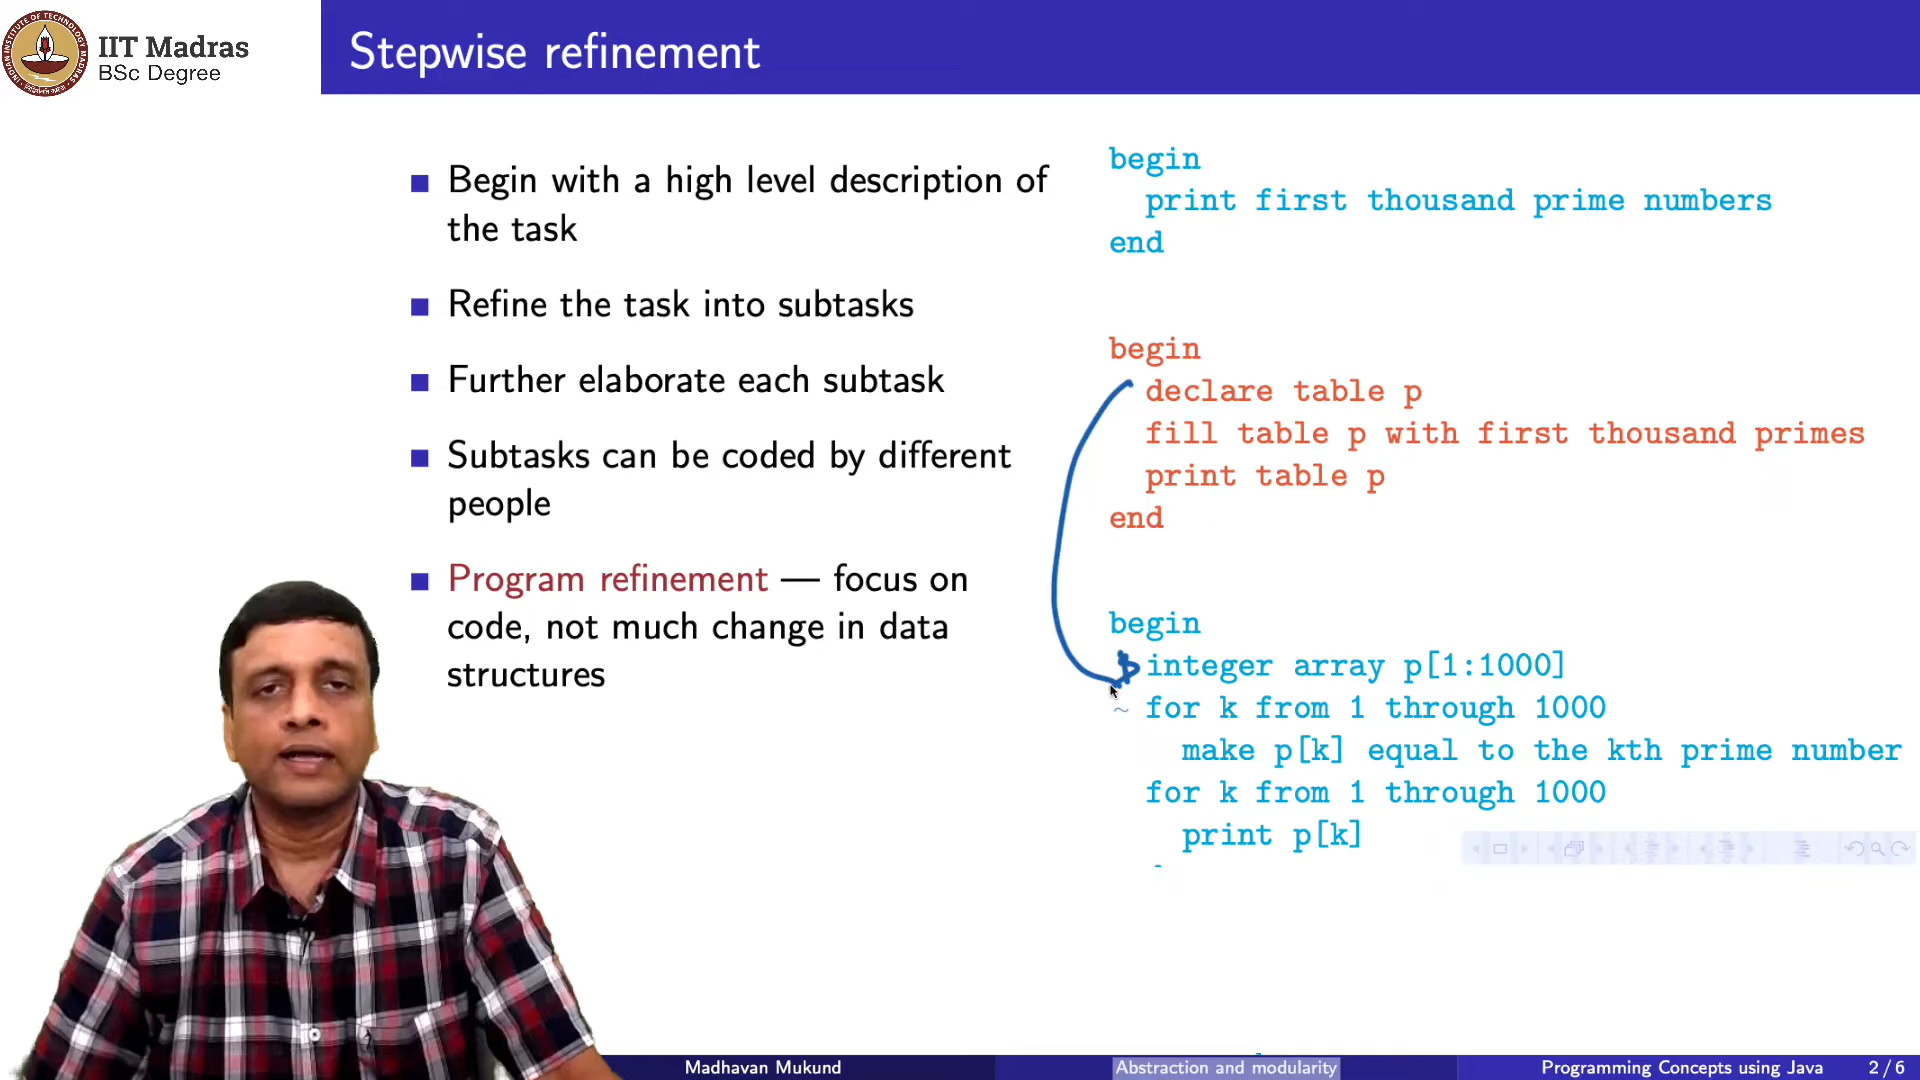 IIT Madras
BSc Degree
Stepwise refinement
Begin with a high level description of
the task
Refine the task into subtasks
Further elaborate each subtask
Subtasks can be coded by different
people
Program refinement — focus on
code, not much change in data
structures
begin
print first thousand prime numbers
end
begin
declare table p
fill table p with first thousand primes
print table p
end
begin
integer array p[1:1000]
for k from 1 through 1000
make p[k] equal to the kth prime number
for k from 1 through 1000
print p[k]
Madhavan Mukund
Abstraction and modularity
Programming Concepts using Java
2 / 6